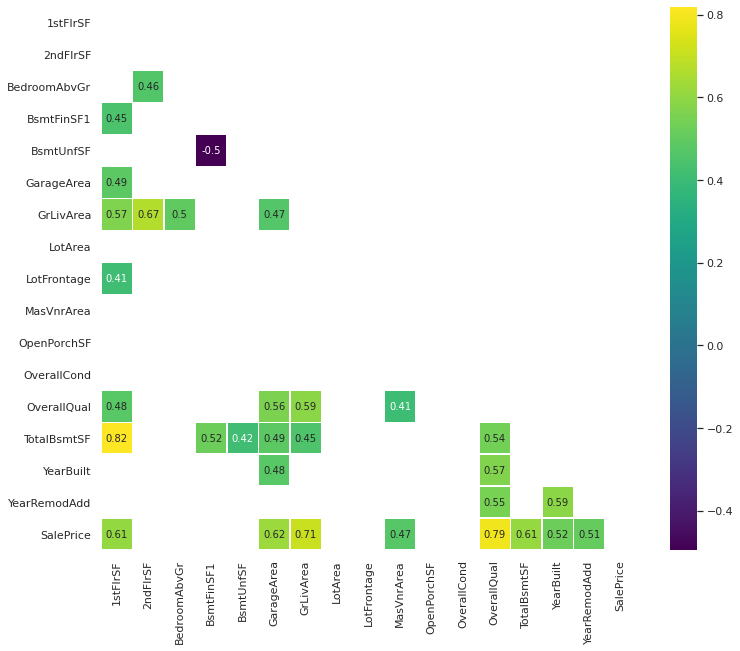 1stFlrSF
2ndFlrSF
BedroomAbvGr 0.46
BsmtFinSF1 0.45
BsmtUnfSF -0.5
GarageArea 0.49
GrLivArea 0.57 0.67 0.5 0.47
LotArea
LotFrontage 0.41
MasVnrArea
OpenPorchSF
OverallCond
OverallQual 0.48 0.56 0.59 0.41
TotalBsmtSF 0.82 0.52 0.42 0.49 0.45 0.54
YearBuilt 0.48 0.57
YearRemodAdd 0.55 0.59
SalePrice 0.61 0.62 0.71 0.47 0.79 0.61 0.52 0.51
1stFlrSF
2ndFlrSF
BedroomAbvGr
BsmtFinSF1
BsmtUnfSF
GarageArea
GrLivArea
LotArea
LotFrontage
MasVnrArea
OpenPorchSF
OverallCond
OverallQual
TotalBsmtSF
YearBuilt
YearRemodAdd
SalePrice
0.8
0.6
0.4
0.2
0.0
−0.2
−0.4